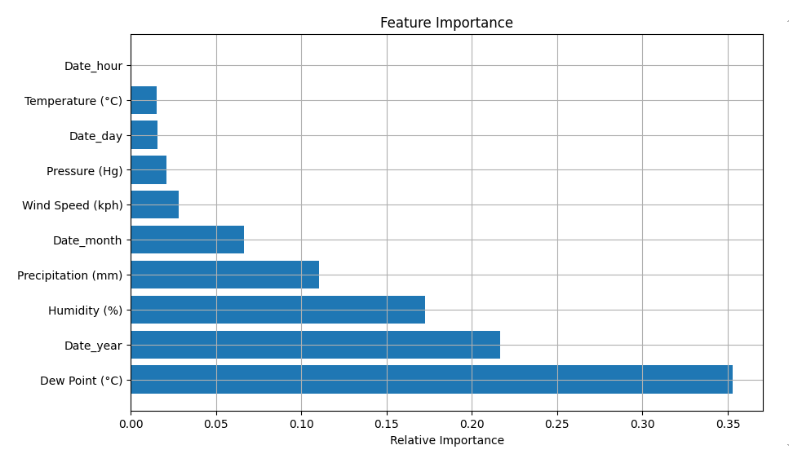 Feature Importance
Date_hour
Temperature (°C)
Date_day
Pressure (Hg)
Wind Speed (kph)
Date_month
Precipitation (mm)
Humidity (%)
Date_year
Dew Point (°C)
0.00 0.05 0.10 0.15 0.20 0.25 0.30 0.35
Relative Importance